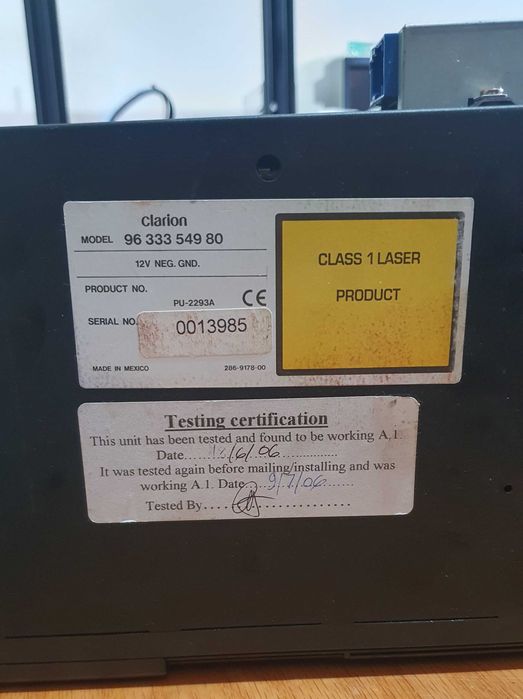 clarion
MODEL 96 333 549 80
12V NEG. GND.
PRODUCT NO.
PU-2293A CE
SERIAL NO. 0013985
MADE IN MEXICO 286-9178-00
CLASS 1 LASER
PRODUCT
Testing certification
This unit has been tested and found to be working A.1.
Date.../6/06...............
It was tested again before mailing/installing and was
working A.1. Date...9/7/06.......
Tested By....................